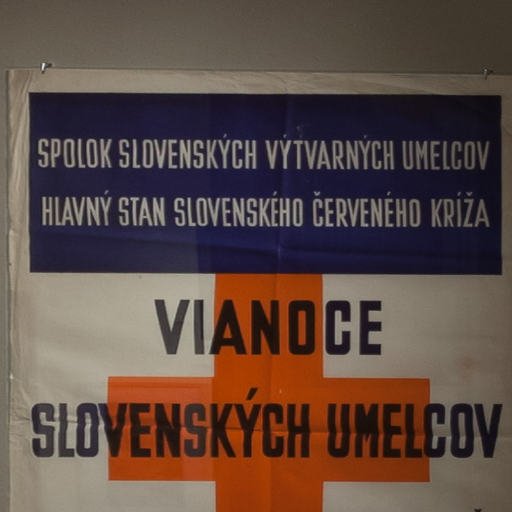 SPOLOK SLOVENSKÝCH VÝTVARNÝCH UMELCOV
HLAVNÝ STAN SLOVENSKÉHO ČERVENÉHO KRÍŽA
VIANOCE
SLOVENSKÝCH UMELCOV